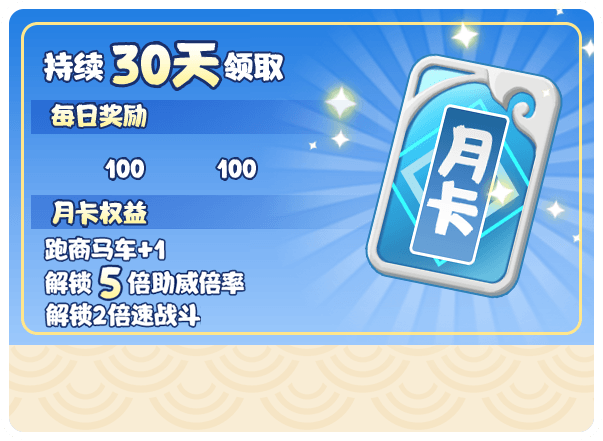 持续30天领取
每日奖励
100 100
月卡权益
跑商马车+1
解锁5倍助威倍率
解锁2倍速战斗
月卡